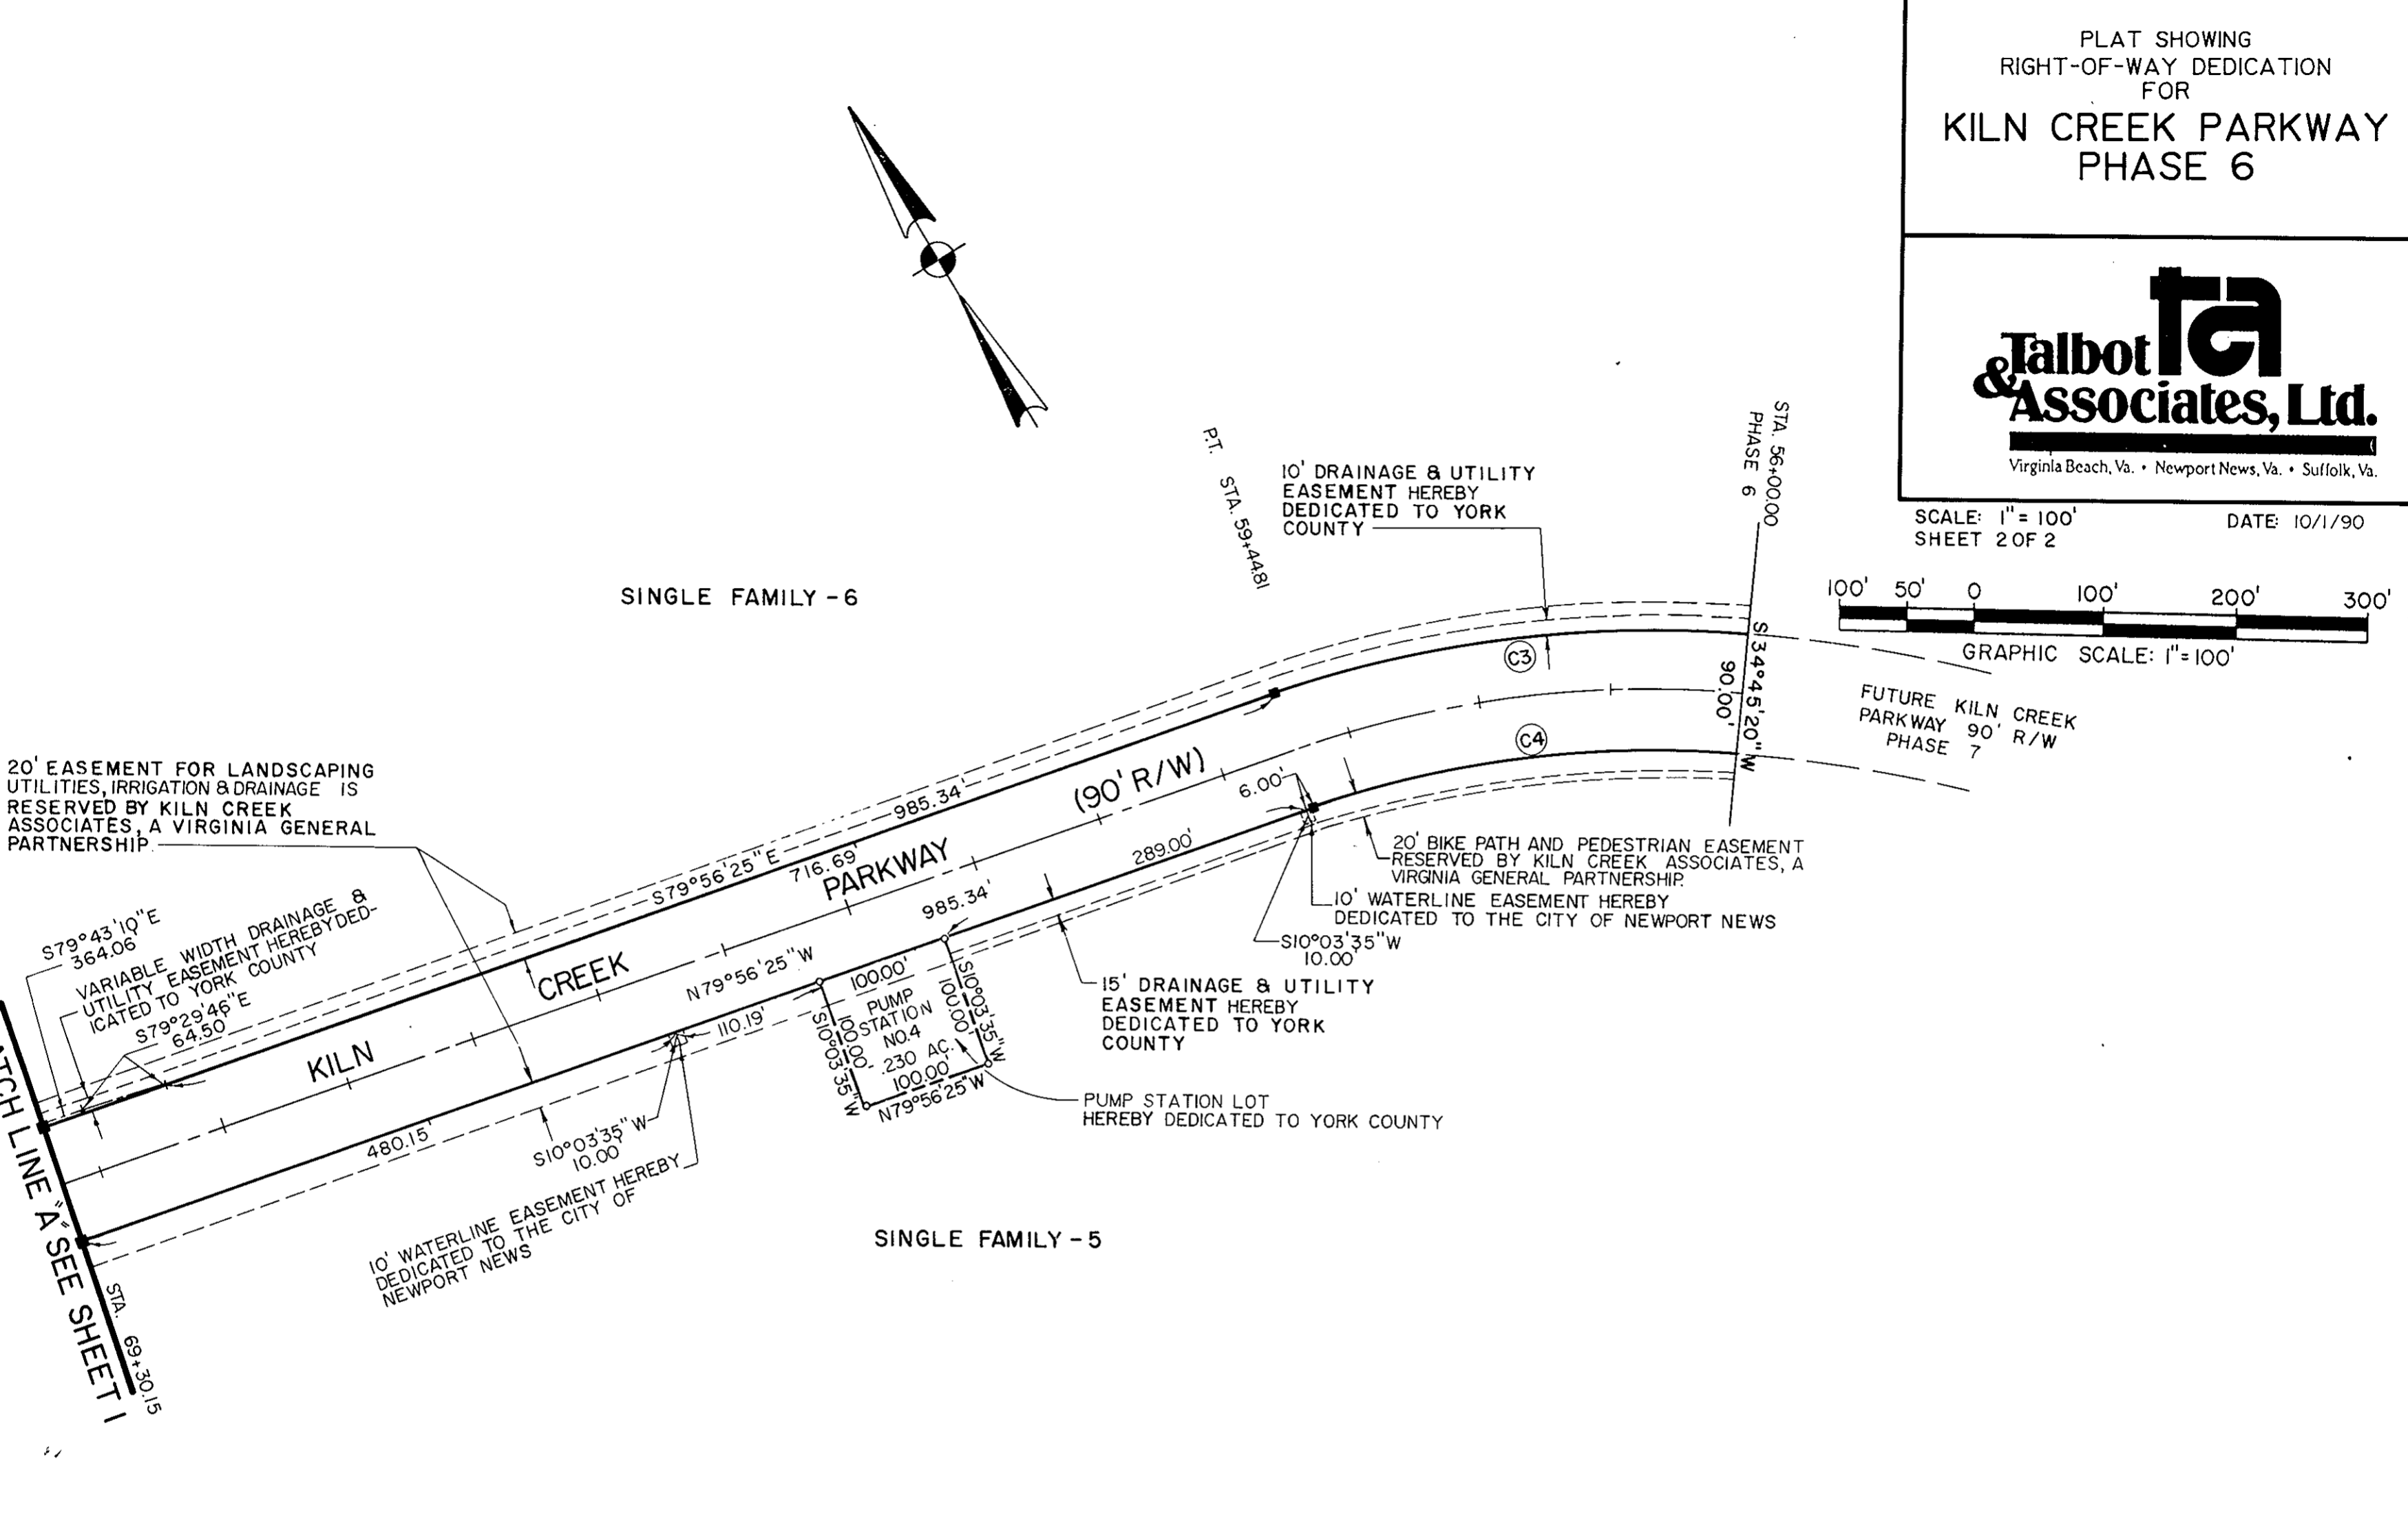 PLAT SHOWING
RIGHT-OF-WAY DEDICATION
FOR
KILN CREEK PARKWAY
PHASE 6
ta
Talbot
& Associates, Ltd.
Virginia Beach, Va. • Newport News, Va. • Suffolk, Va.
SCALE: 1"= 100'
DATE: 10/1/90
SHEET 2 OF 2
100' 50' 0 100' 200' 300'
GRAPHIC SCALE: 1"=100'
STA. 56+00.00
PHASE 6
P.T. STA. 59+44.81
10' DRAINAGE & UTILITY
EASEMENT HEREBY
DEDICATED TO YORK
COUNTY
SINGLE FAMILY - 6
C3
S 34°45'20" W
90.00'
C4
FUTURE KILN CREEK
PARKWAY 90' R/W
PHASE 7
20' EASEMENT FOR LANDSCAPING
UTILITIES, IRRIGATION & DRAINAGE IS
RESERVED BY KILN CREEK
ASSOCIATES, A VIRGINIA GENERAL
PARTNERSHIP.
985.34'
S79°56'25" E
716.69'
KILN CREEK PARKWAY (90' R/W)
6.00'
289.00'
985.34'
20' BIKE PATH AND PEDESTRIAN EASEMENT
RESERVED BY KILN CREEK ASSOCIATES, A
VIRGINIA GENERAL PARTNERSHIP.
10' WATERLINE EASEMENT HEREBY
DEDICATED TO THE CITY OF NEWPORT NEWS
S10°03'35"W
10.00'
15' DRAINAGE & UTILITY
EASEMENT HEREBY
DEDICATED TO YORK
COUNTY
S79°43'10"E
364.06'
VARIABLE WIDTH DRAINAGE &
UTILITY EASEMENT HEREBY DED-
ICATED TO YORK COUNTY
S79°29'46"E
64.50'
N79°56'25"W
110.19'
100.00'
S10°03'35"W
100.00'
PUMP
STATION
NO.4
.230 AC.
100.00'
N79°56'25"W
S10°03'35"W
100.00'
PUMP STATION LOT
HEREBY DEDICATED TO YORK COUNTY
480.15'
S10°03'35"W
10.00'
10' WATERLINE EASEMENT HEREBY
DEDICATED TO THE CITY OF
NEWPORT NEWS
SINGLE FAMILY - 5
ATCH LINE "A" SEE SHEET 1
STA. 69+30.15